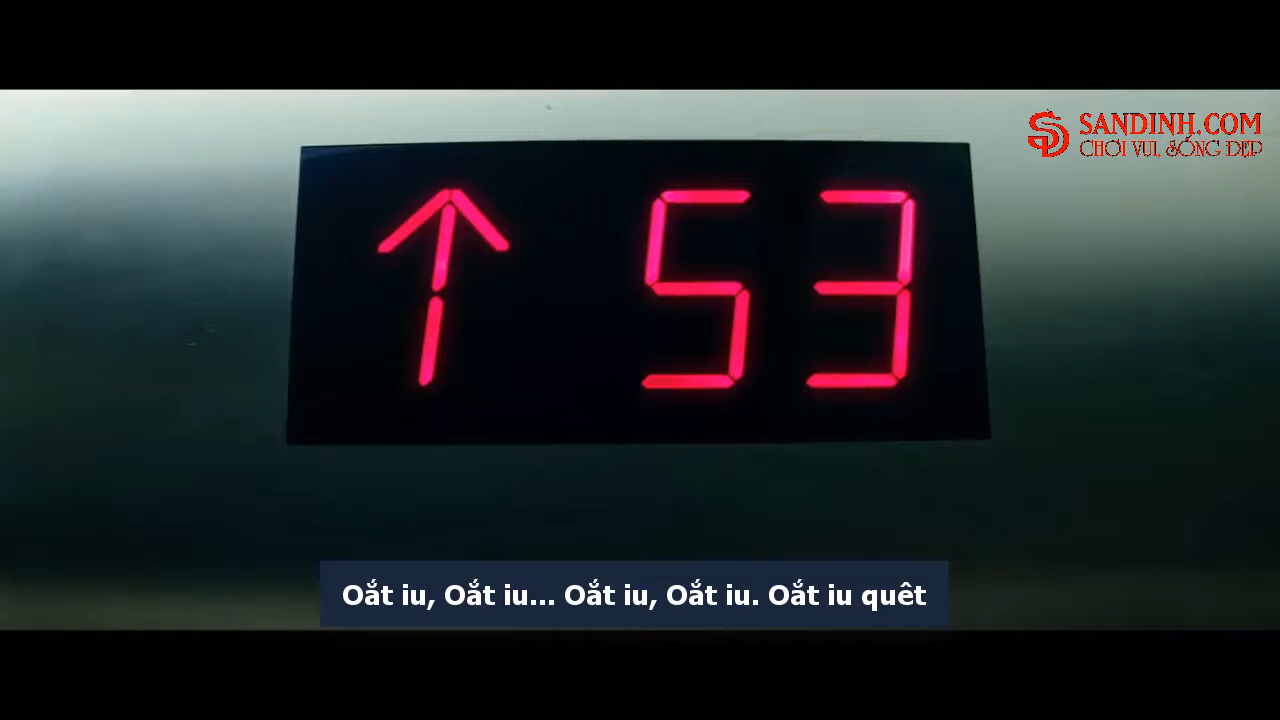 SANDINH.COM
CHƠI VUI, SỐNG ĐẸP
↑ 53
Oắt iu, Oắt iu... Oắt iu, Oắt iu. Oắt iu quêt